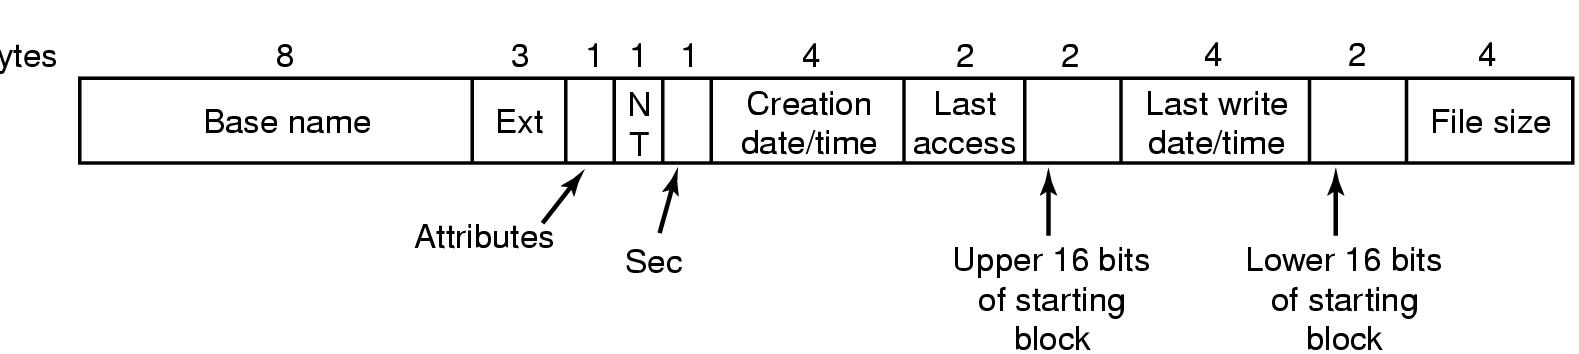 ytes 8 3 1 1 1 4 2 2 4 2 4
Base name Ext N T Creation date/time Last access Last write date/time File size
Attributes
Sec
Upper 16 bits
of starting
block
Lower 16 bits
of starting
block